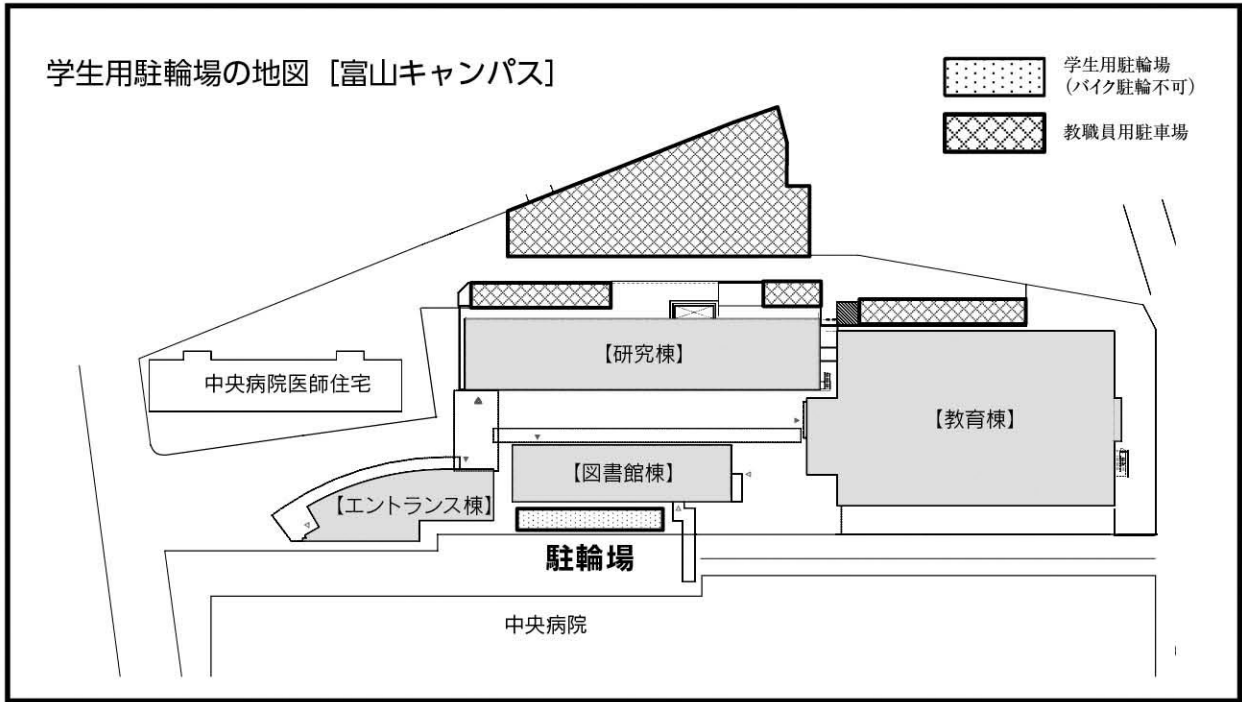 学生用駐輪場の地図［富山キャンパス］
学生用駐輪場
（バイク駐輪不可）
教職員用駐車場
【研究棟】
中央病院医師住宅
【教育棟】
【図書館棟】
【エントランス棟】
駐輪場
中央病院